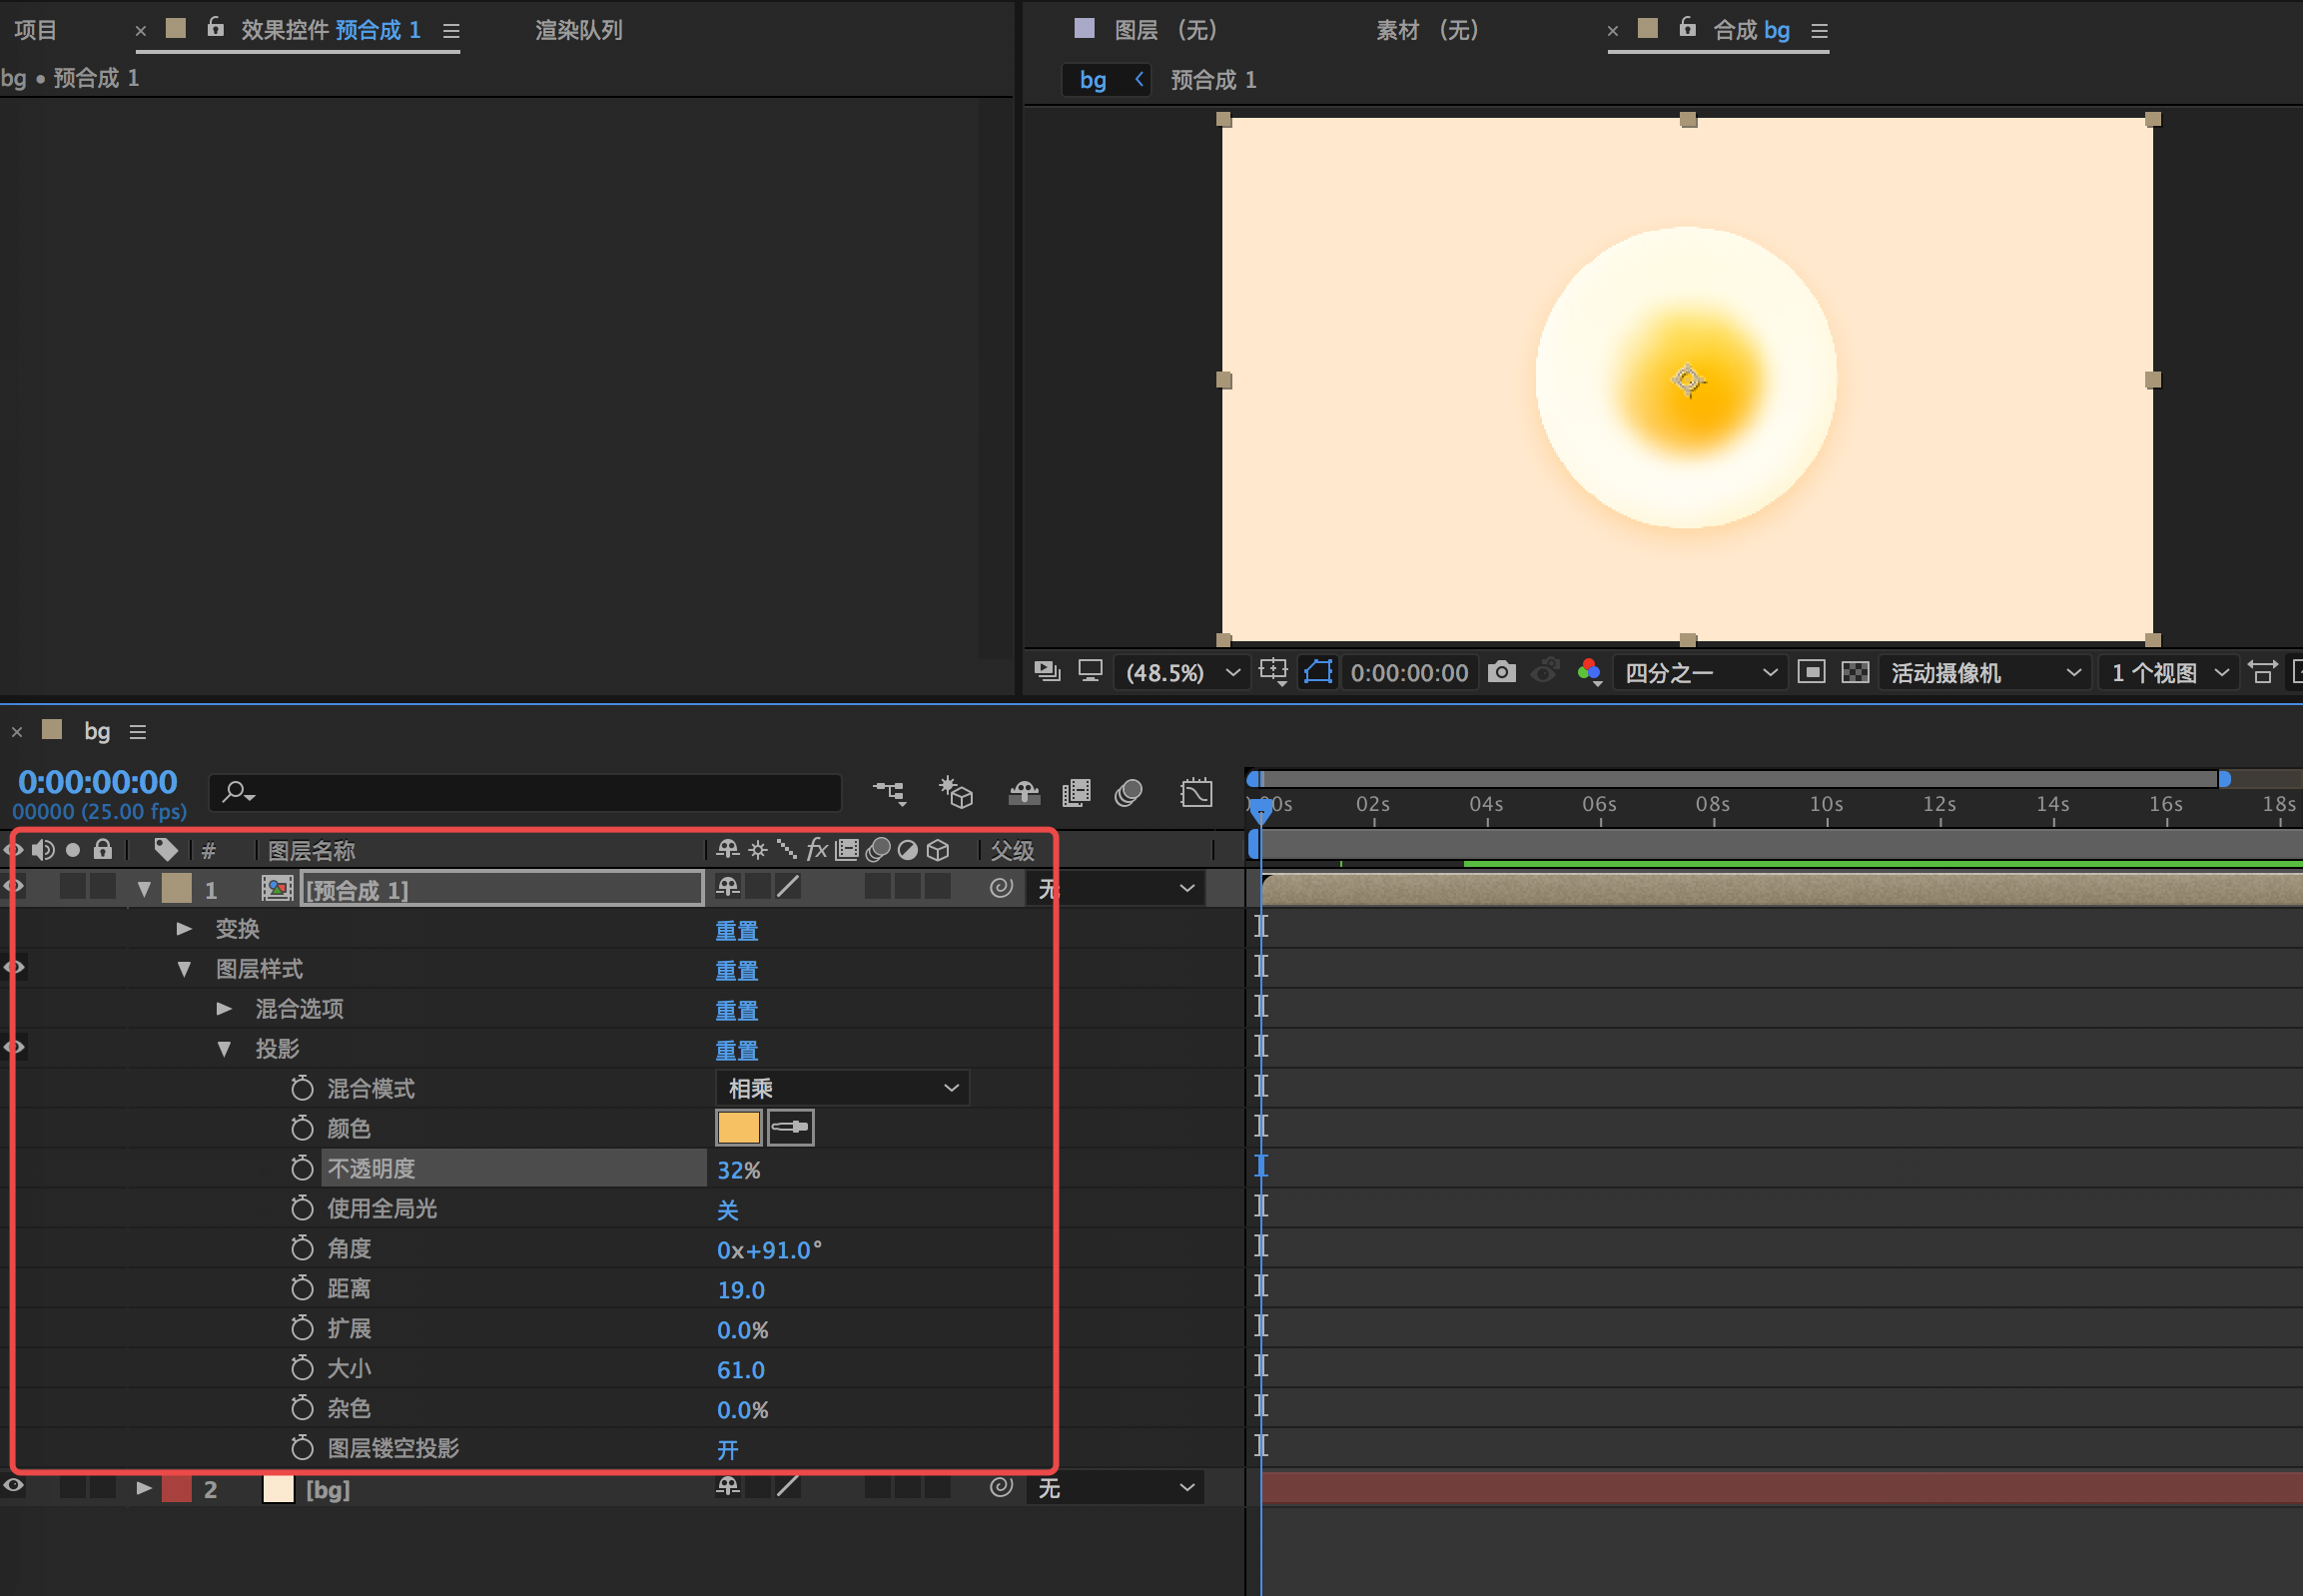 项目
效果控件 预合成 1
渲染队列
图层 (无)
素材 (无)
合成 bg
bg • 预合成 1
bg
预合成 1
(48.5%)
0:00:00:00
四分之一
活动摄像机
1 个视图
bg
0:00:00:00
00000 (25.00 fps)
00s 02s 04s 06s 08s 10s 12s 14s 16s 18s
# 图层名称 fx 父级
1 [预合成 1] 无
变换 重置
图层样式 重置
混合选项 重置
投影 重置
混合模式 相乘
颜色
不透明度 32%
使用全局光 关
角度 0x+91.0°
距离 19.0
扩展 0.0%
大小 61.0
杂色 0.0%
图层镂空投影 开
2 [bg] 无